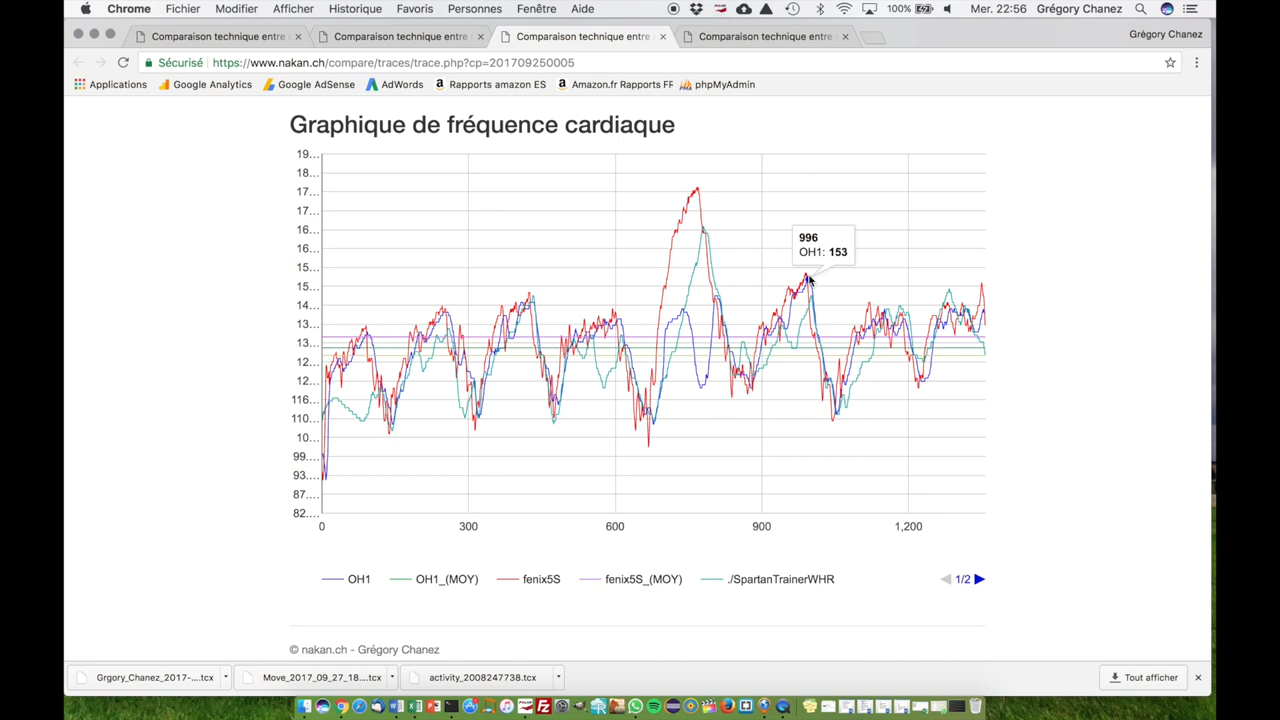 Chrome Fichier Modifier Afficher Historique Favoris Personnes Fenêtre Aide 100% Mer. 22:56 Grégory Chanez
Comparaison technique entre Comparaison technique entre Comparaison technique entre Comparaison technique entre Grégory Chanez
Sécurisé https://www.nakan.ch/compare/traces/trace.php?cp=201709250005
Applications Google Analytics Google AdSense AdWords Rapports amazon ES Amazon.fr Rapports FR phpMyAdmin
Graphique de fréquence cardiaque
19...
18...
17...
17...
16...
16...
15...
15...
14...
13...
13...
12...
12...
116...
110...
10...
99...
93...
87...
82...
996
OH1: 153
0 300 600 900 1,200
OH1 OH1_(MOY) fenix5S fenix5S_(MOY) ./SpartanTrainerWHR 1/2
© nakan.ch - Grégory Chanez
Grgory_Chanez_2017-....tcx Move_2017_09_27_18....tcx activity_2008247738.tcx Tout afficher